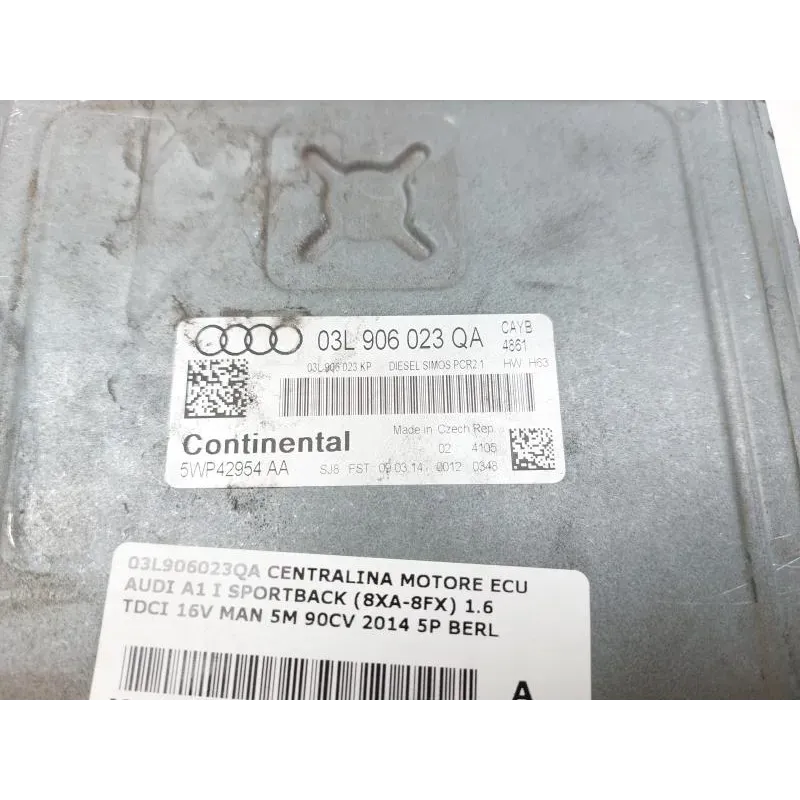 03L 906 023 QA CAYB
4861
03L 906 023 KP DIESEL SIMOS PCR2.1 HW H63
Continental
Made in Czech Rep.
5WP42954 AA
02 4105
SJ8 FST 09.03.14 0012 0348
03L906023QA CENTRALINA MOTORE ECU
AUDI A1 I SPORTBACK (8XA-8FX) 1.6
TDCI 16V MAN 5M 90CV 2014 5P BERL
A